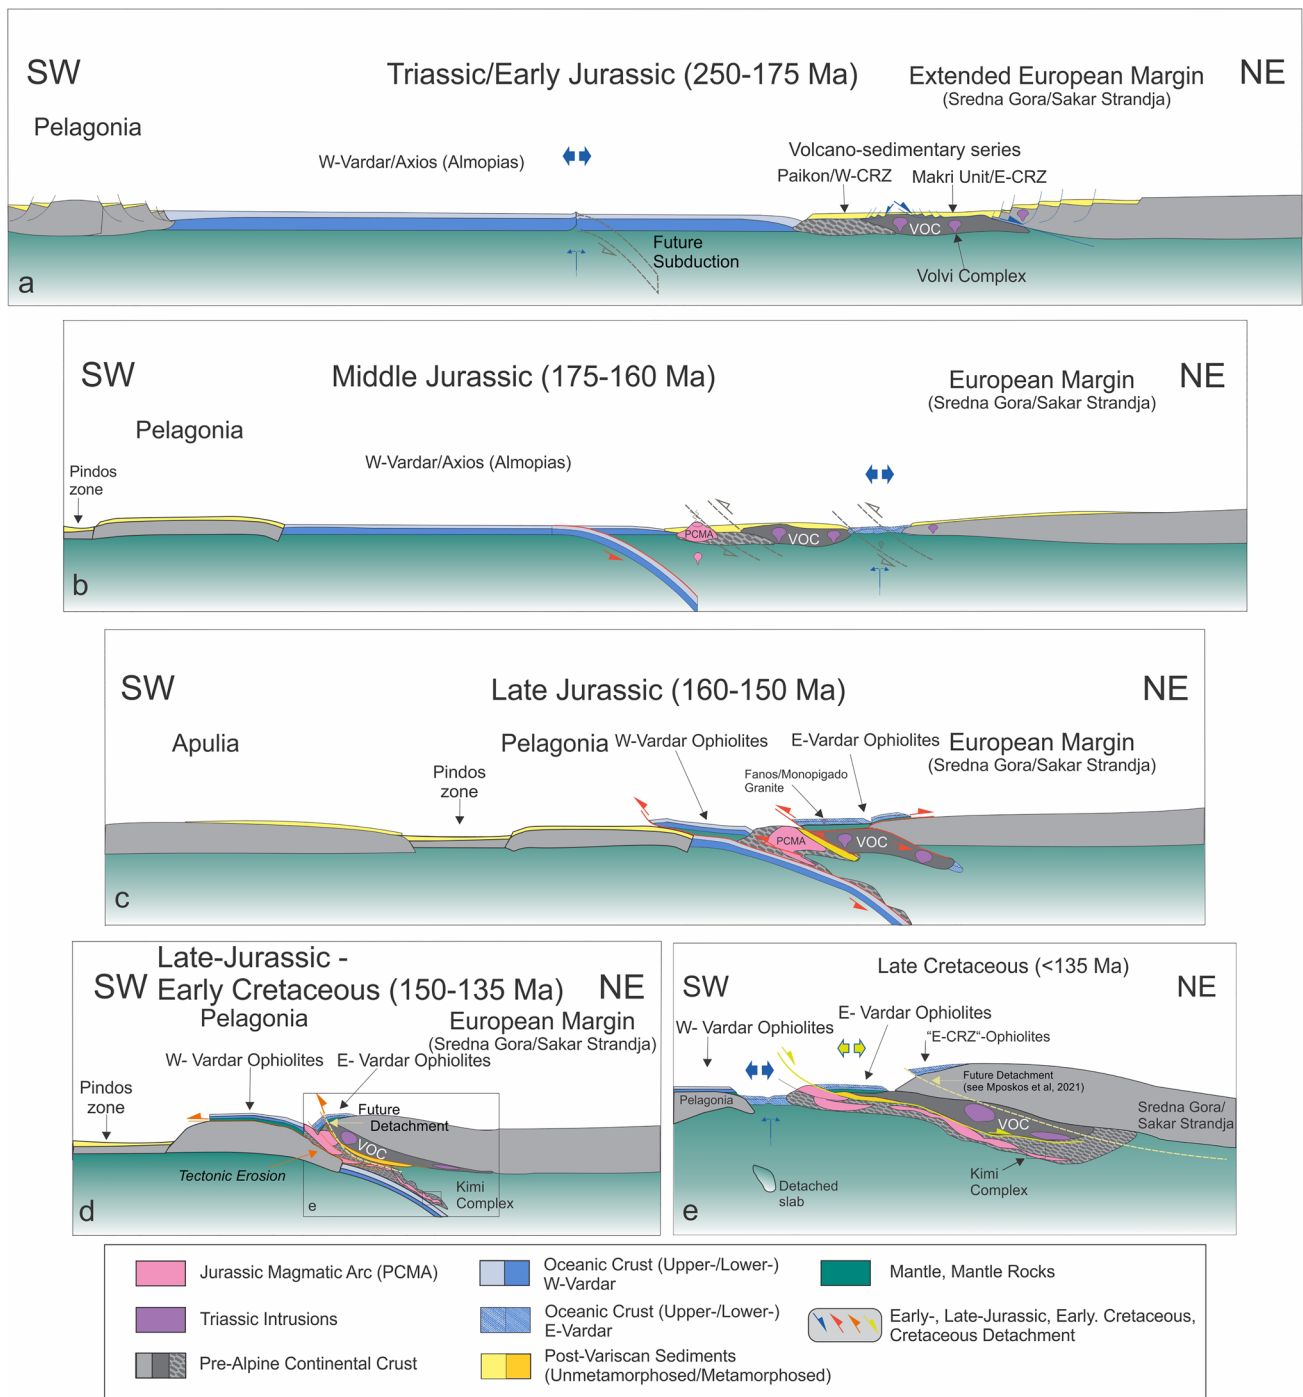 SW
Triassic/Early Jurassic (250-175 Ma)
Extended European Margin
(Sredna Gora/Sakar Strandja)
NE
Pelagonia
W-Vardar/Axios (Almopias)
Volcano-sedimentary series
Paikon/W-CRZ
Makri Unit/E-CRZ
VOC
Future
Subduction
Volvi Complex
a
SW
Middle Jurassic (175-160 Ma)
European Margin
(Sredna Gora/Sakar Strandja)
NE
Pelagonia
Pindos
zone
W-Vardar/Axios (Almopias)
PCMA
VOC
b
SW
Late Jurassic (160-150 Ma)
NE
Apulia
Pelagonia
W-Vardar Ophiolites
E-Vardar Ophiolites
European Margin
(Sredna Gora/Sakar Strandja)
Pindos
zone
Fanos/Monopigado
Granite
PCMA
VOC
c
Late-Jurassic -
SW
Early Cretaceous (150-135 Ma)
NE
Pelagonia
European Margin
(Sredna Gora/Sakar Strandja)
W- Vardar Ophiolites
E- Vardar Ophiolites
Pindos
zone
Future
Detachment
VOC
Tectonic Erosion
Kimi
Complex
e
d
Late Cretaceous (<135 Ma)
SW
NE
E- Vardar Ophiolites
W- Vardar Ophiolites
“E-CRZ“-Ophiolites
Future Detachment
(see Mposkos et al, 2021)
Pelagonia
Sredna Gora/
Sakar Strandja
VOC
Kimi
Complex
Detached
slab
e
Jurassic Magmatic Arc (PCMA)
Triassic Intrusions
Pre-Alpine Continental Crust
Oceanic Crust (Upper-/Lower-)
W-Vardar
Oceanic Crust (Upper-/Lower-)
E-Vardar
Post-Variscan Sediments
(Unmetamorphosed/Metamorphosed)
Mantle, Mantle Rocks
Early-, Late-Jurassic, Early. Cretaceous,
Cretaceous Detachment